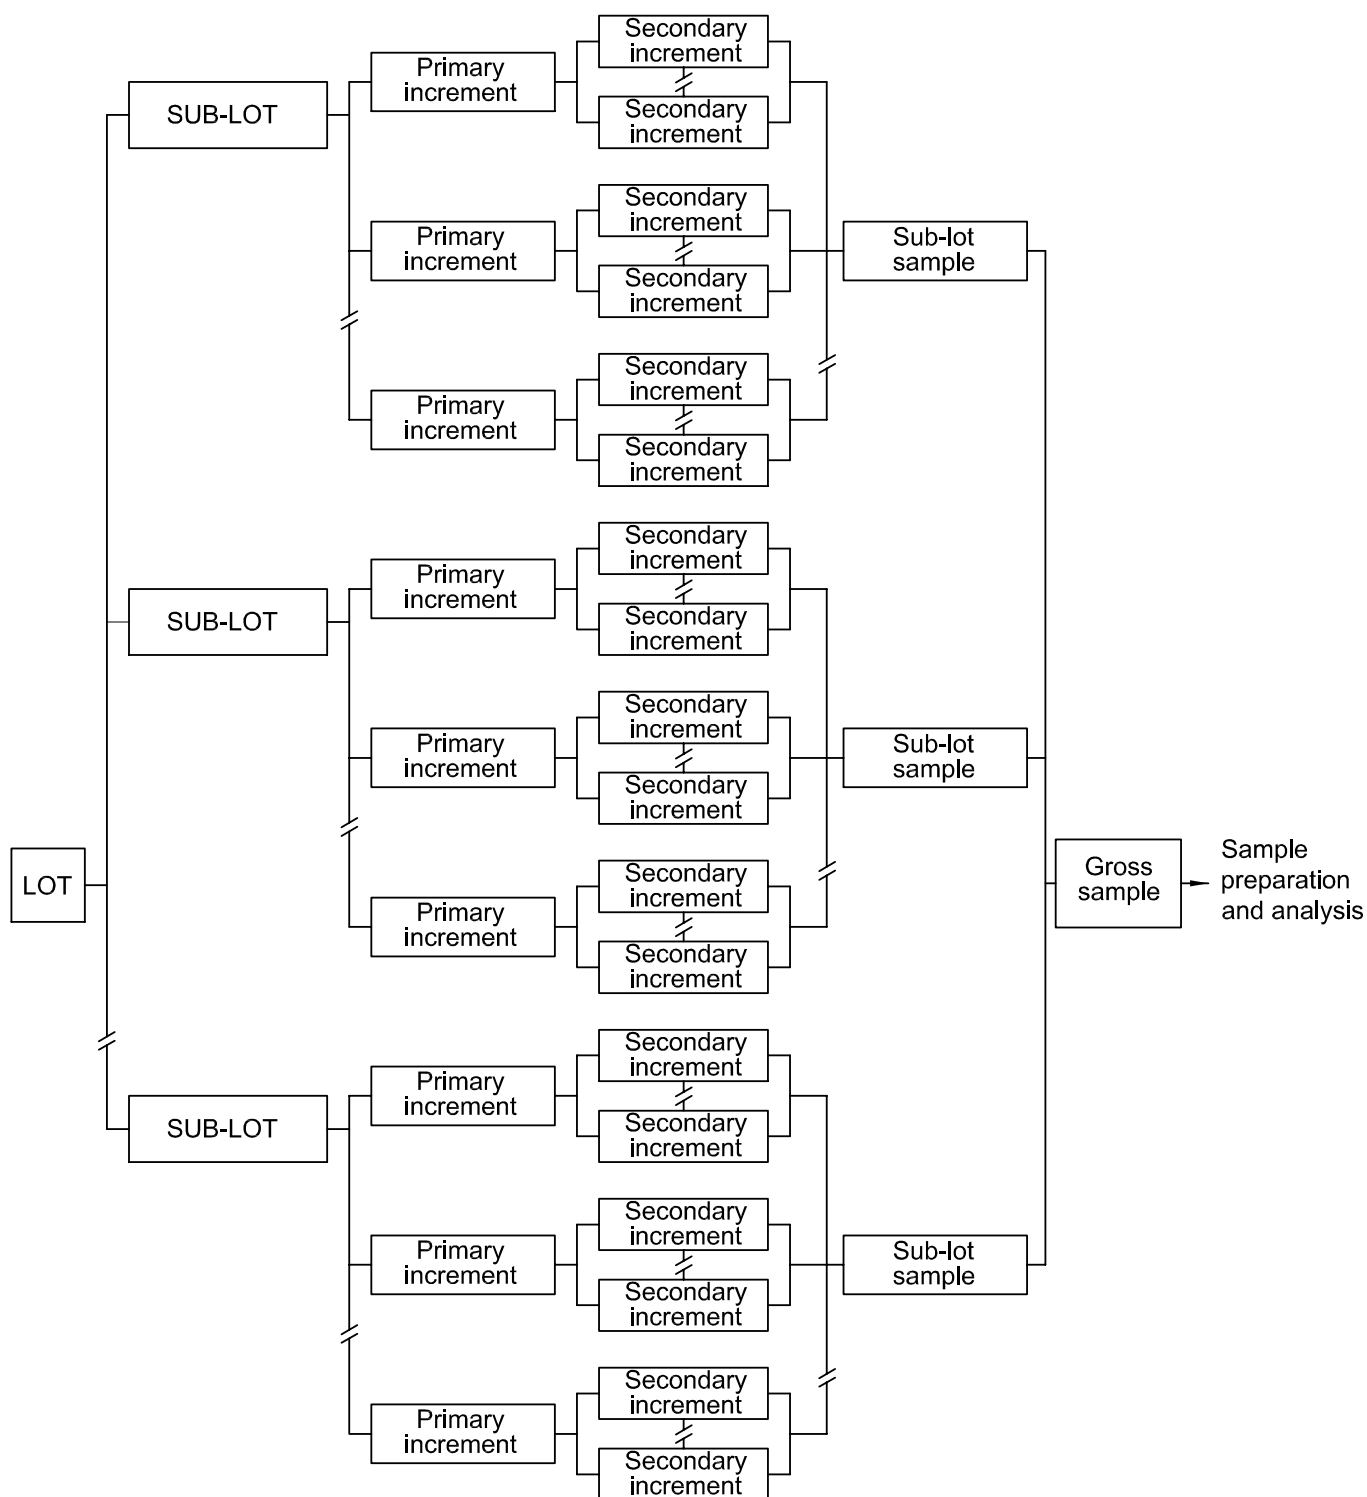 Secondary
increment
Primary
increment
SUB-LOT
Secondary
increment
Secondary
increment
Primary
increment
Sub-lot
sample
Secondary
increment
Secondary
increment
Primary
increment
Secondary
increment
Secondary
increment
Primary
increment
SUB-LOT
Secondary
increment
Secondary
increment
Primary
increment
Sub-lot
sample
Secondary
increment
LOT
Secondary
increment
Primary
increment
Secondary
increment
Gross
sample
Sample
preparation
and analysis
Secondary
increment
Primary
increment
SUB-LOT
Secondary
increment
Secondary
increment
Primary
increment
Sub-lot
sample
Secondary
increment
Secondary
increment
Primary
increment
Secondary
increment